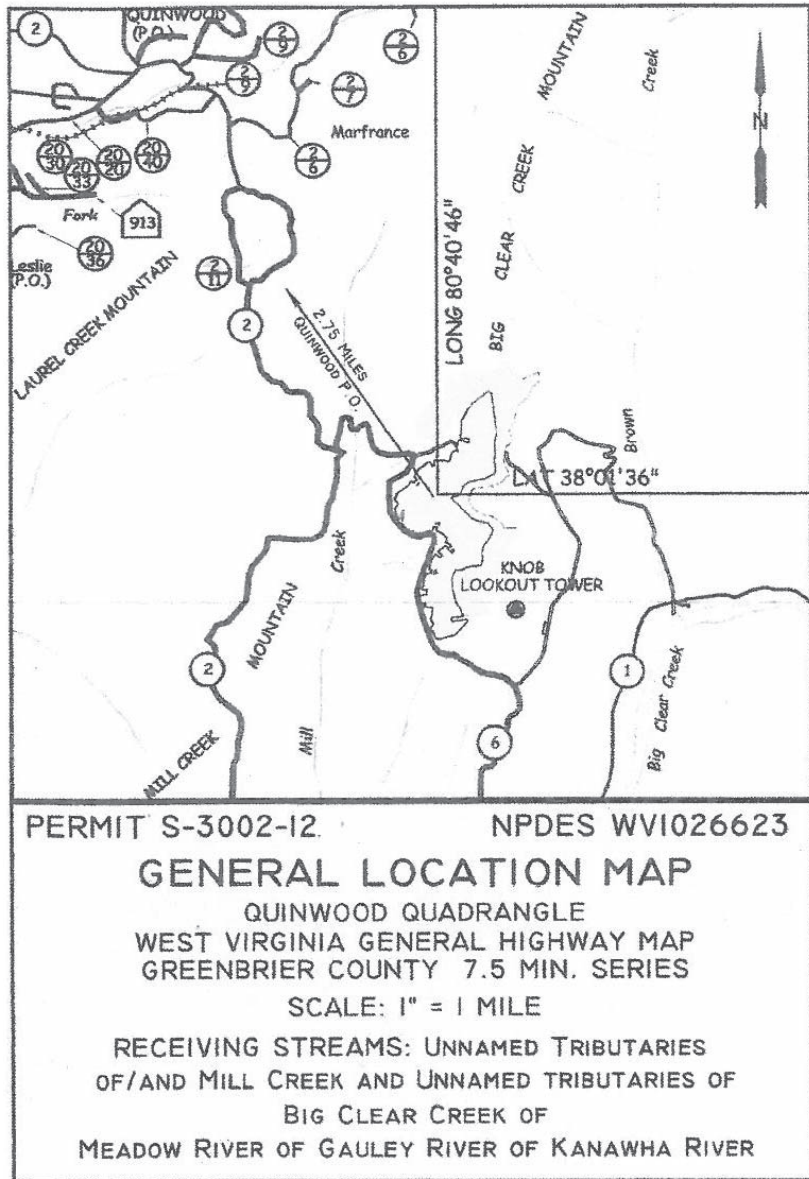 QUINWOOD
(P.O.)
2
2
9
2
6
2
9
2
7
MOUNTAIN
Creek
Marfrance
20
30
20
33
20
20
20
40
2
6
N
Fork
913
Leslie
(P.O.)
20
36
2
11
LAUREL CREEK MOUNTAIN
2
2.75 MILES
QUINWOOD P.O.
LONG 80°40'46"
BIG CLEAR CREEK
Brown
LAT 38°01'36"
Creek
KNOB
LOOKOUT TOWER
MOUNTAIN
2
1
Mill
6
Big Clear Creek
MILL CREEK
PERMIT S-3002-12 NPDES WV1026623
GENERAL LOCATION MAP
QUINWOOD QUADRANGLE
WEST VIRGINIA GENERAL HIGHWAY MAP
GREENBRIER COUNTY 7.5 MIN. SERIES
SCALE: 1" = 1 MILE
RECEIVING STREAMS: UNNAMED TRIBUTARIES
OF/AND MILL CREEK AND UNNAMED TRIBUTARIES OF
BIG CLEAR CREEK OF
MEADOW RIVER OF GAULEY RIVER OF KANAWHA RIVER